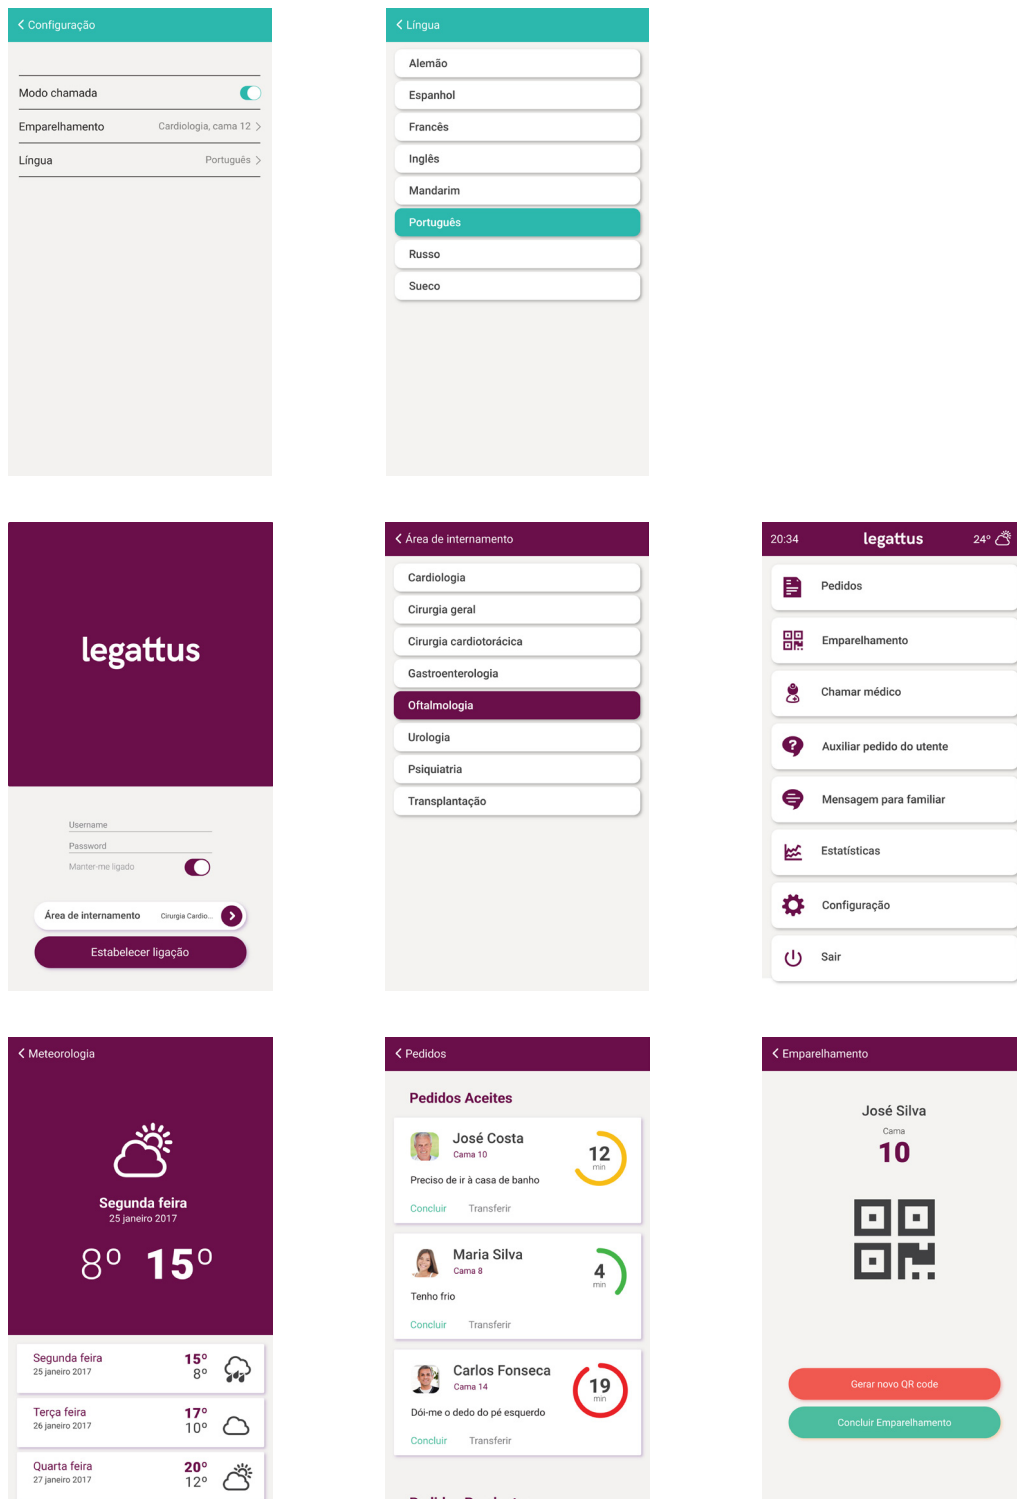 Configuração
Modo chamada
Emparelhamento Cardiologia, cama 12
Língua Português
Língua
Alemão
Espanhol
Francês
Inglês
Mandarim
Português
Russo
Sueco
legattus
Username
Password
Manter-me ligado
Área de internamento Cirurgia Cardio...
Estabelecer ligação
Área de internamento
Cardiologia
Cirurgia geral
Cirurgia cardiotorácica
Gastroenterologia
Oftalmologia
Urologia
Psiquiatria
Transplantação
20:34 legattus 24º
Pedidos
Emparelhamento
Chamar médico
Auxiliar pedido do utente
Mensagem para familiar
Estatísticas
Configuração
Sair
Meteorologia
Segunda feira
25 janeiro 2017
8º 15º
Segunda feira 15º
25 janeiro 2017 8º
Terça feira 17º
26 janeiro 2017 10º
Quarta feira 20º
27 janeiro 2017 12º
Pedidos
Pedidos Aceites
José Costa
Cama 10
12
min
Preciso de ir à casa de banho
Concluir Transferir
Maria Silva
Cama 8
4
min
Tenho frio
Concluir Transferir
Carlos Fonseca
Cama 14
19
min
Dói-me o dedo do pé esquerdo
Concluir Transferir
Emparelhamento
José Silva
Cama
10
Gerar novo QR code
Concluir Emparelhamento